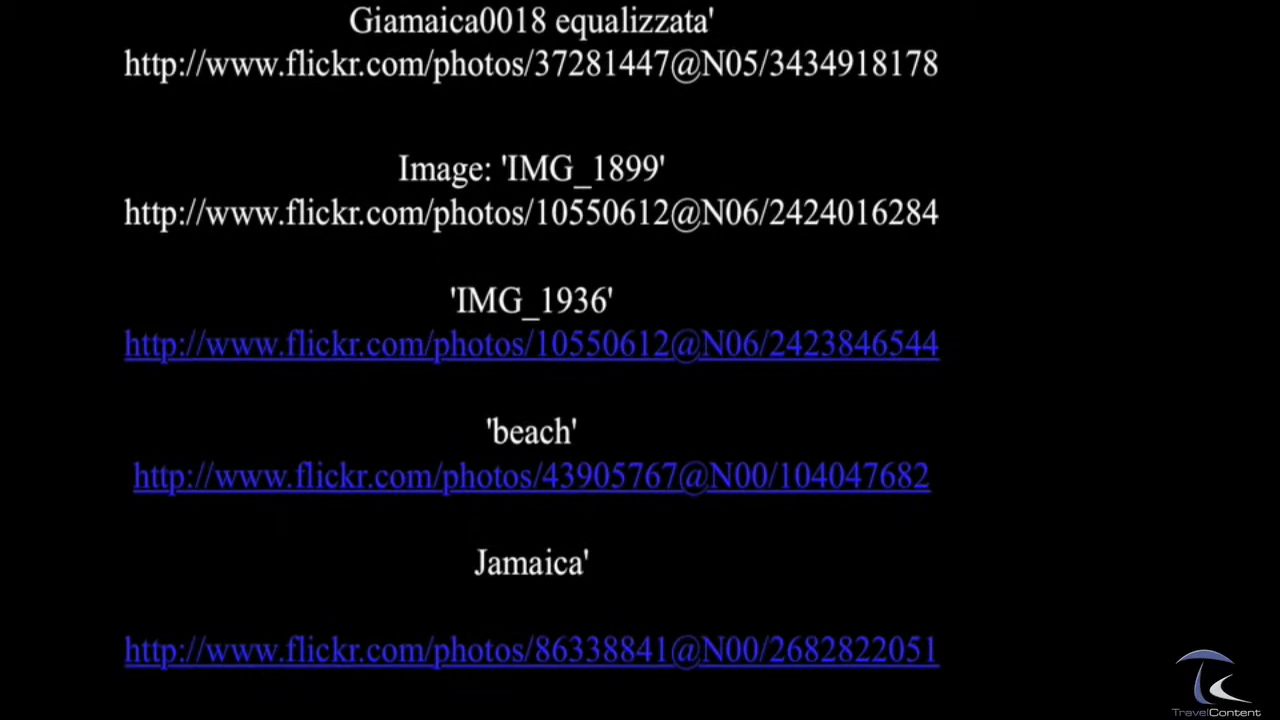 Giamaica0018 equalizzata'
http://www.flickr.com/photos/37281447@N05/3434918178
Image: 'IMG_1899'
http://www.flickr.com/photos/10550612@N06/2424016284
'IMG_1936'
http://www.flickr.com/photos/10550612@N06/2423846544
'beach'
http://www.flickr.com/photos/43905767@N00/104047682
Jamaica'
http://www.flickr.com/photos/86338841@N00/2682822051
TravelContent